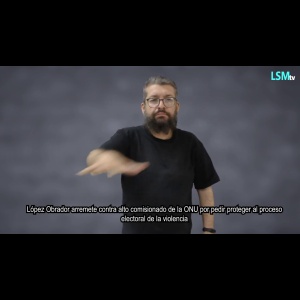 LSMtv
López Obrador arremete contra alto comisionado de la ONU por pedir proteger al proceso
electoral de la violencia